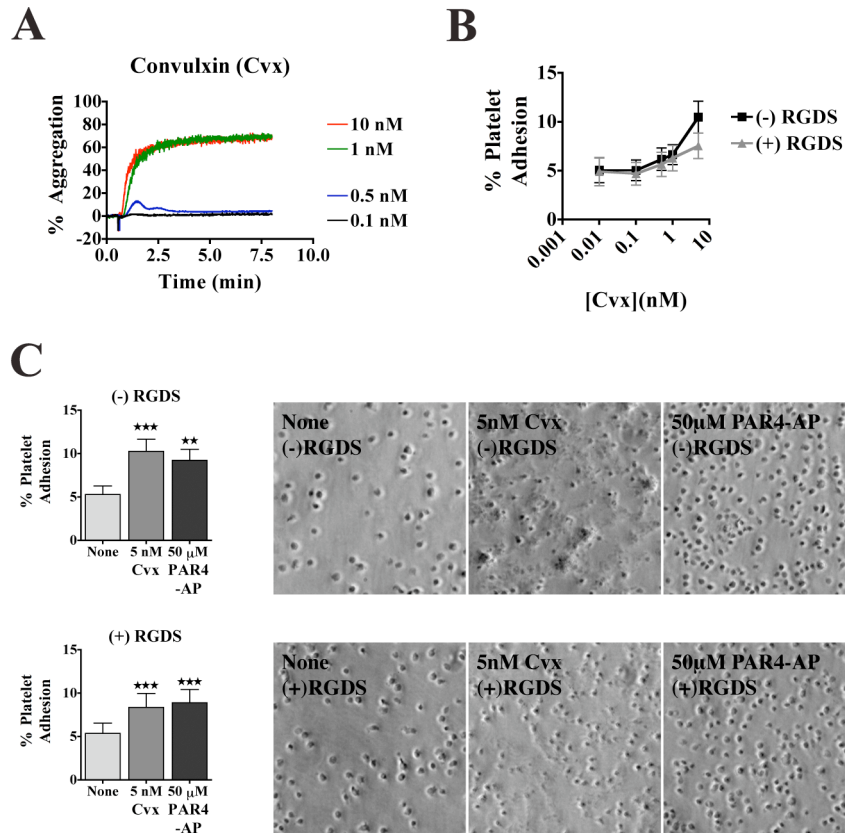 A
Convulxin (Cvx)
% Aggregation
100
80
60
40
20
0
-20
0.0
2.5
5.0
7.5
10.0
Time (min)
10 nM
1 nM
0.5 nM
0.1 nM
B
% Platelet
Adhesion
15
10
5
0
0.001
0.01
0.1
1
10
[Cvx](nM)
(-) RGDS
(+) RGDS
C
(-) RGDS
% Platelet
Adhesion
15
10
5
0
★★★
★★
None
5 nM
Cvx
50 μM
PAR4
-AP
None
(-)RGDS
5nM Cvx
(-)RGDS
50μM PAR4-AP
(-)RGDS
(+) RGDS
% Platelet
Adhesion
15
10
5
0
★★★
★★★
None
5 nM
Cvx
50 μM
PAR4
-AP
None
(+)RGDS
5nM Cvx
(+)RGDS
50μM PAR4-AP
(+)RGDS